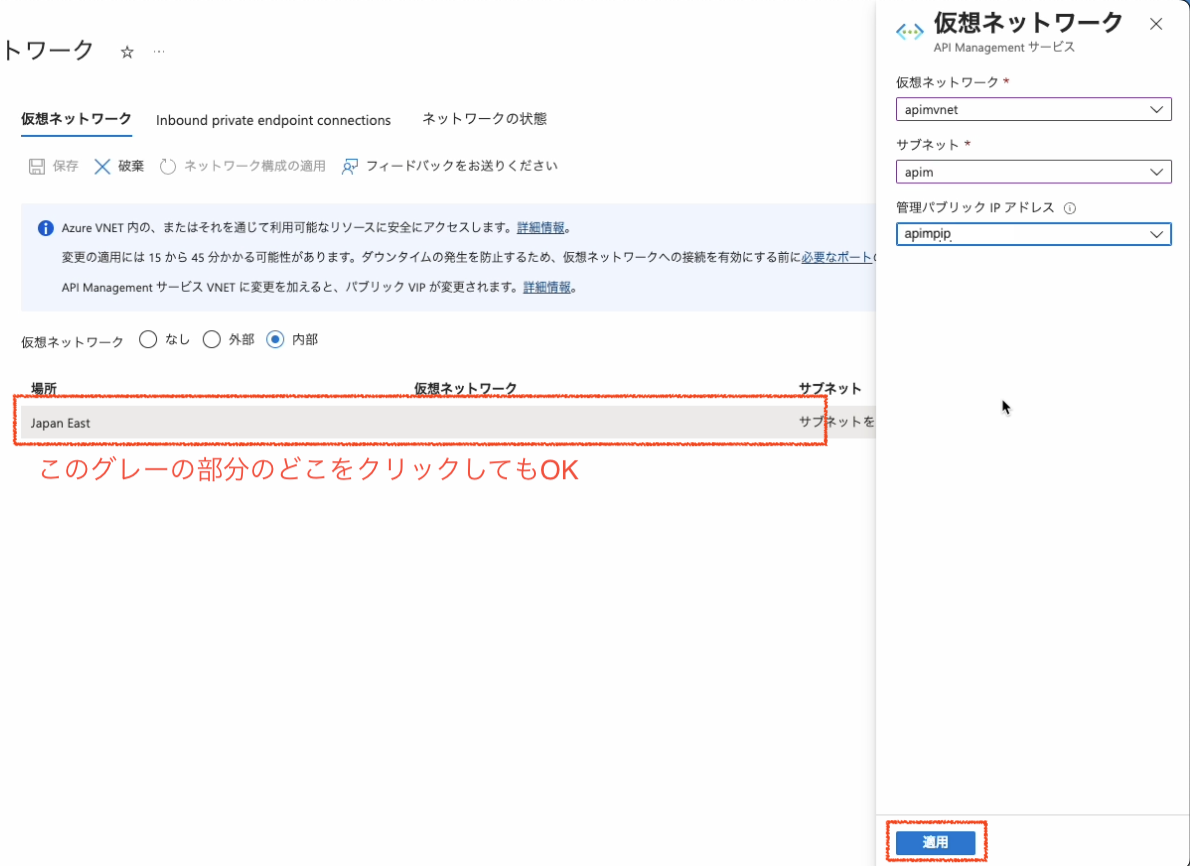 トワーク
仮想ネットワーク
Inbound private endpoint connections
ネットワークの状態
保存
破棄
ネットワーク構成の適用
フィードバックをお送りください
Azure VNET 内の、またはそれを通じて利用可能なリソースに安全にアクセスします。詳細情報。
変更の適用には 15 から 45 分かかる可能性があります。ダウンタイムの発生を防止するため、仮想ネットワークへの接続を有効にする前に必要なポート
API Management サービス VNET に変更を加えると、パブリック VIP が変更されます。詳細情報。
仮想ネットワーク なし 外部 内部
場所 仮想ネットワーク サブネット
Japan East サブネットを
このグレーの部分のどこをクリックしてもOK
仮想ネットワーク
API Management サービス
仮想ネットワーク *
apimvnet
サブネット *
apim
管理パブリック IP アドレス
apimpip
適用